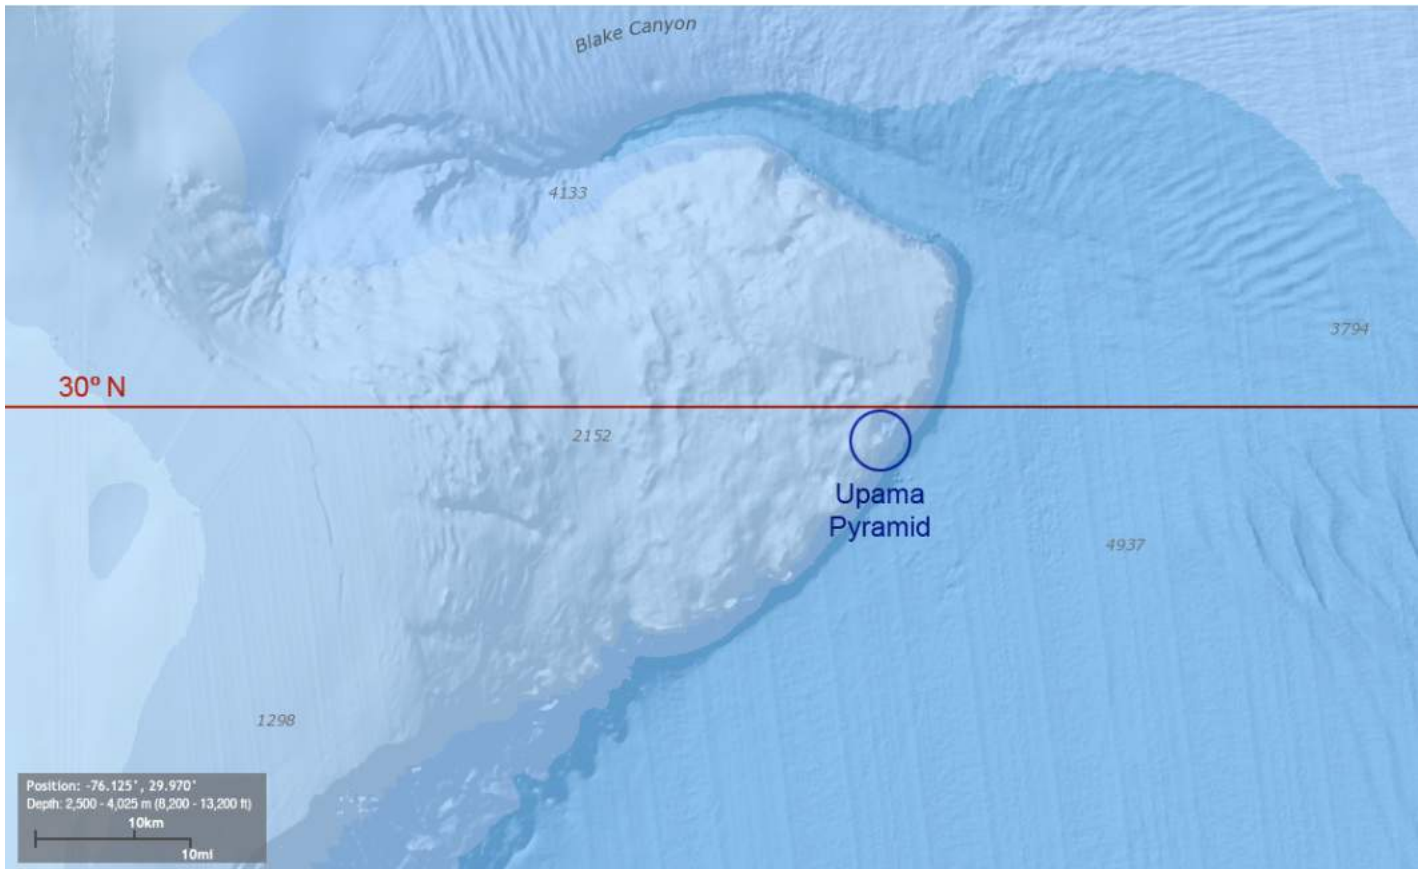 Blake Canyon
4133
3794
30° N
2152
Upama
Pyramid
4937
1298
Position: -76.125°, 29.970°
Depth: 2,500 - 4,025 m (8,200 - 13,200 ft)
10km
10mi